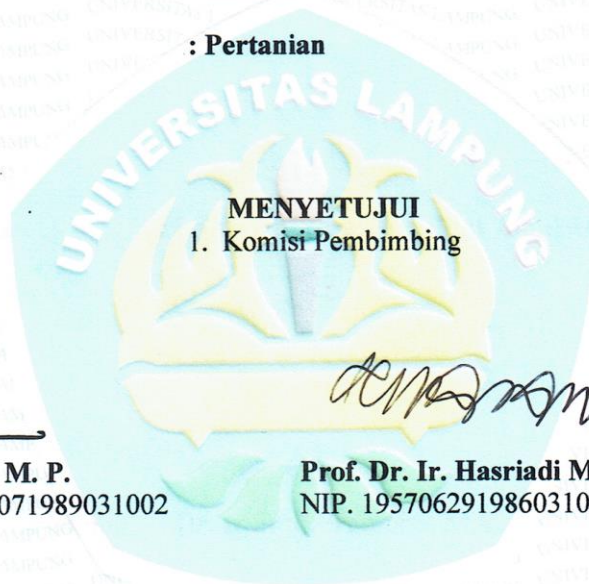 : Pertanian
UNIVERSITAS LAMPUNG
MENYETUJUI
1. Komisi Pembimbing
M. P.
Prof. Dr. Ir. Hasriadi M
071989031002
NIP. 1957062919860310